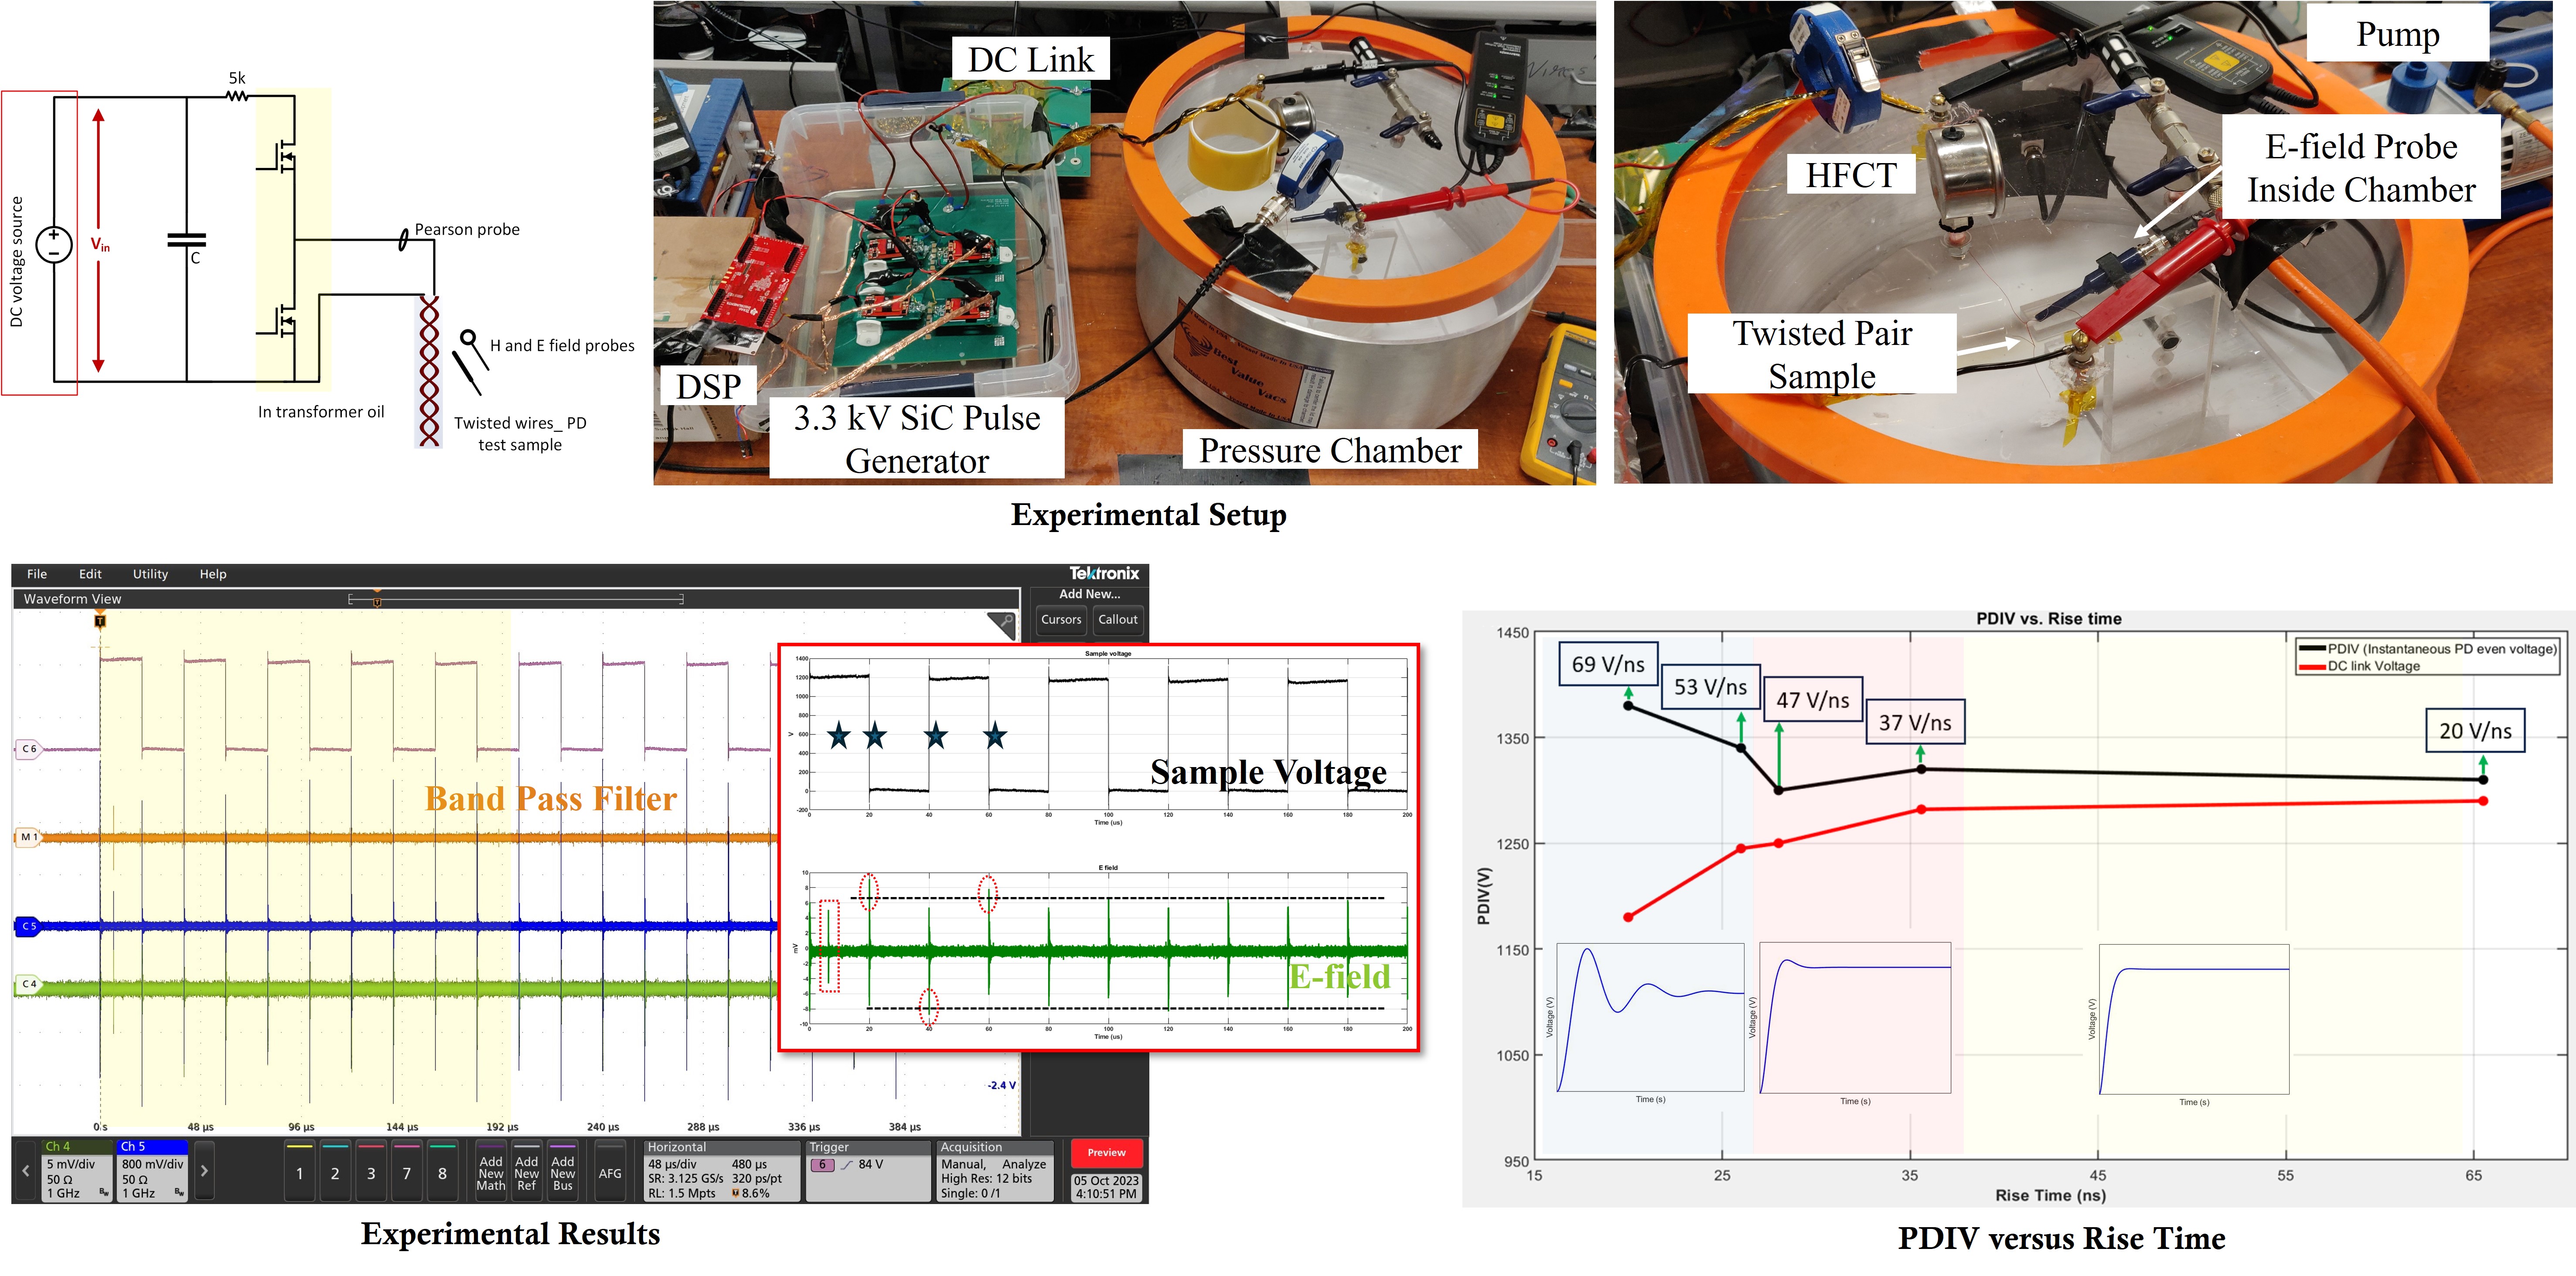 5k
DC voltage source
Vin
C
Pearson probe
H and E field probes
In transformer oil
Twisted wires_ PD
test sample
DC Link
DSP
3.3 kV SiC Pulse
Generator
Pressure Chamber
Best
Value
Vacs
Pump
HFCT
E-field Probe
Inside Chamber
Twisted Pair
Sample
Experimental Setup
File Edit Utility Help
Tektronix
Waveform View
Add New...
Cursors Callout
T
C 6
Band Pass Filter
M 1
C 5
C 4
-2.4 V
0 s 48 µs 96 µs 144 µs 192 µs 240 µs 288 µs 336 µs 384 µs
Ch 4
5 mV/div
50 Ω
1 GHz
Bw
Ch 5
800 mV/div
50 Ω
1 GHz
Bw
1 2 3 7 8
Add New Math
Add New Ref
Add New Bus
AFG
Horizontal
48 µs/div 480 µs
SR: 3.125 GS/s 320 ps/pt
RL: 1.5 Mpts 8.6%
Trigger
6 84 V
Acquisition
Manual, Analyze
High Res: 12 bits
Single: 0 /1
Preview
05 Oct 2023
4:10:51 PM
Sample voltage
1400
1200
1000
800
600
400
200
0
-200
V
0 20 40 60 80 100 120 140 160 180 200
Time (us)
Sample Voltage
E field
10
8
6
4
2
0
-2
-4
-6
-8
-10
mV
0 20 40 60 80 100 120 140 160 180 200
Time (us)
E-field
Experimental Results
PDIV vs. Rise time
1450
1350
1250
1150
1050
950
PDIV(V)
PDIV (Instantaneous PD even voltage)
DC link Voltage
69 V/ns
53 V/ns
47 V/ns
37 V/ns
20 V/ns
Voltage (V)
Time (s)
Voltage (V)
Time (s)
Voltage (V)
Time (s)
15 25 35 45 55 65
Rise Time (ns)
PDIV versus Rise Time